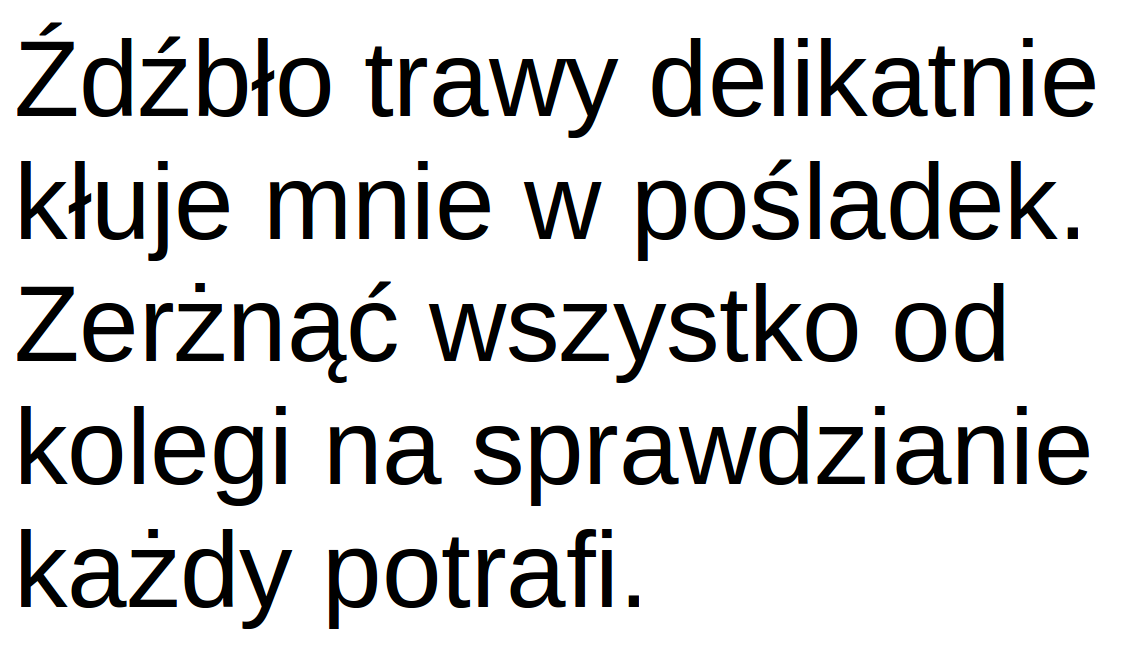 Źdźbło trawy delikatnie
kłuje mnie w pośladek.
Zerżnąć wszystko od
kolegi na sprawdzianie
każdy potrafi.